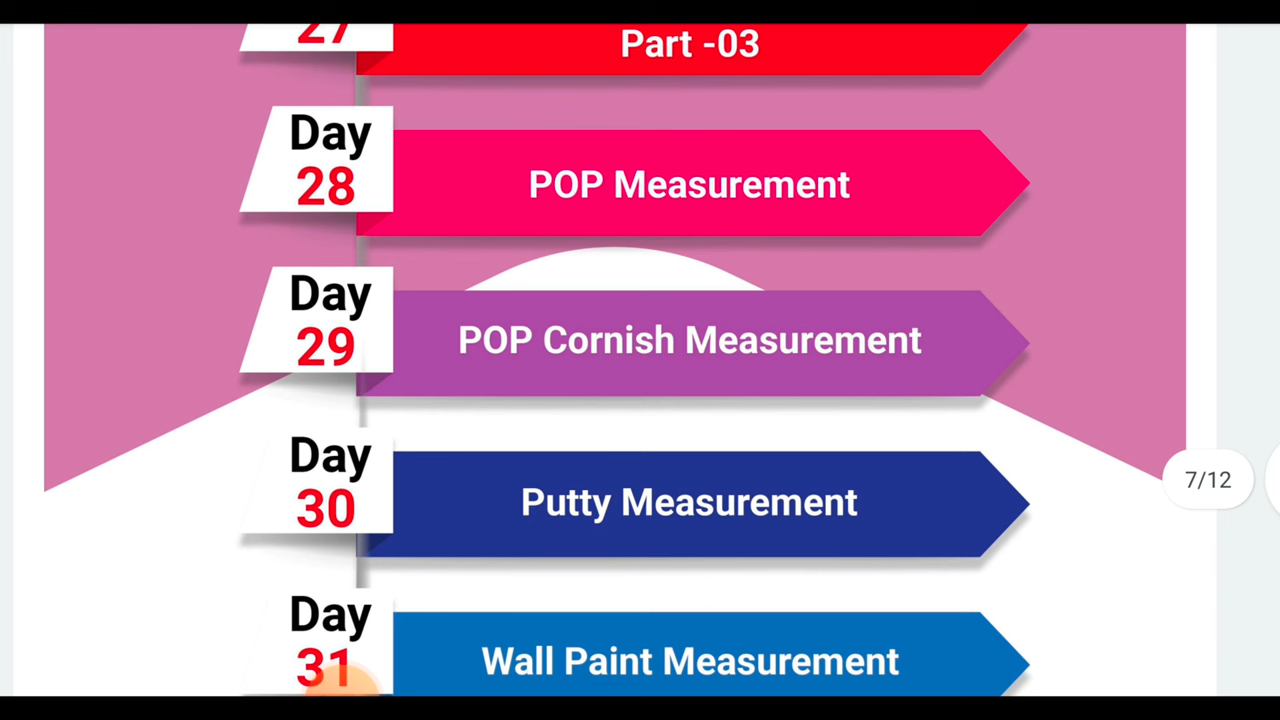 27
Part -03
Day
28
POP Measurement
Day
29
POP Cornish Measurement
Day
30
Putty Measurement
7/12
Day
31
Wall Paint Measurement